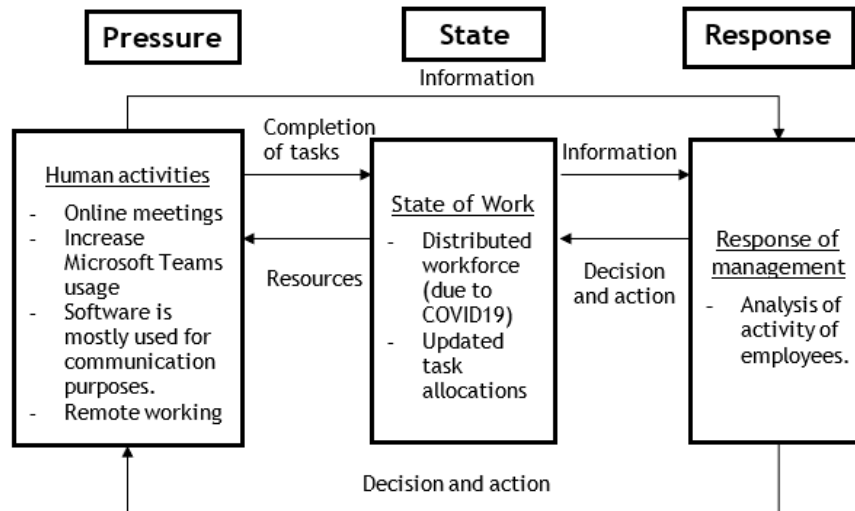 Pressure
State
Response
Information
Completion
of tasks
Information
Human activities
- Online meetings
- Increase
Microsoft Teams
usage
- Software is
mostly used for
communication
purposes.
- Remote working
Resources
State of Work
- Distributed
workforce
(due to
COVID19)
- Updated
task
allocations
Decision
and action
Response of
management
- Analysis of
activity of
employees.
Decision and action